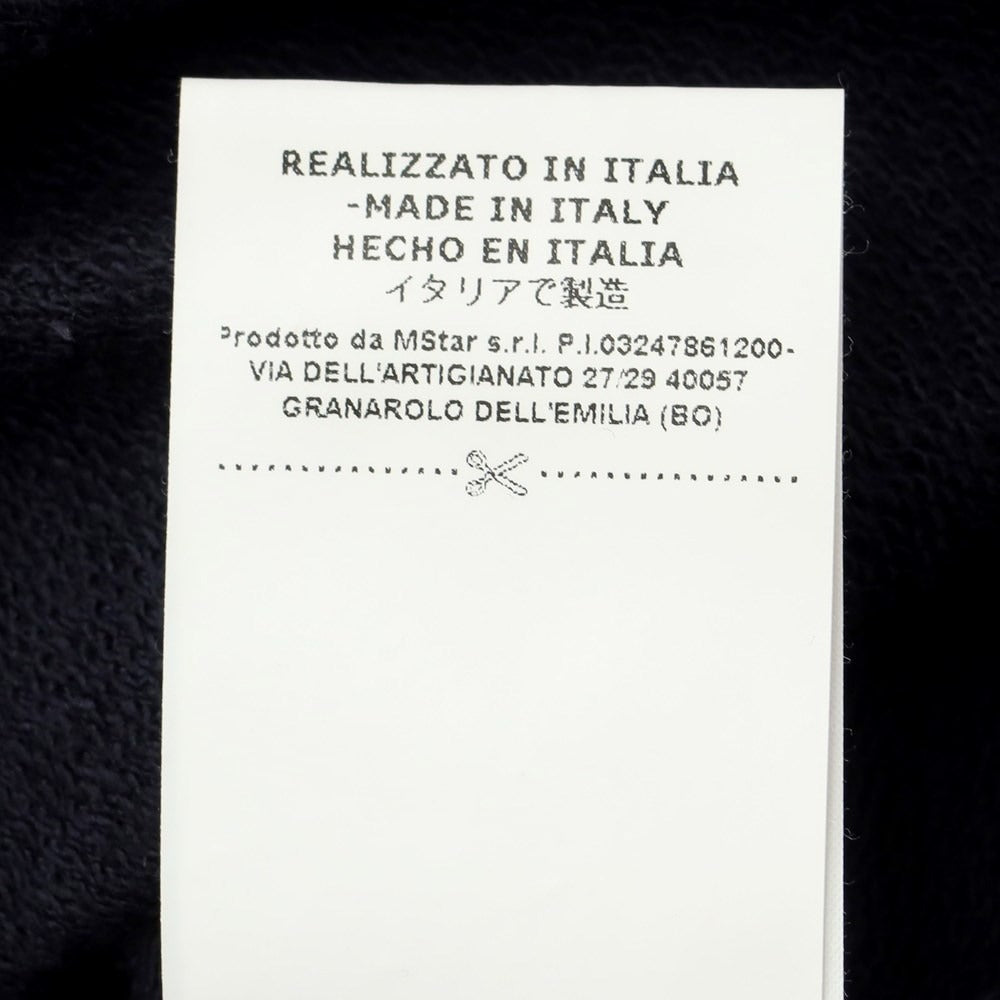 REALIZZATO IN ITALIA
-MADE IN ITALY
HECHO EN ITALIA
イタリアで製造
Prodotto da MStar s.r.l. P.I.03247861200-
VIA DELL'ARTIGIANATO 27/29 40057
GRANAROLO DELL'EMILIA (BO)